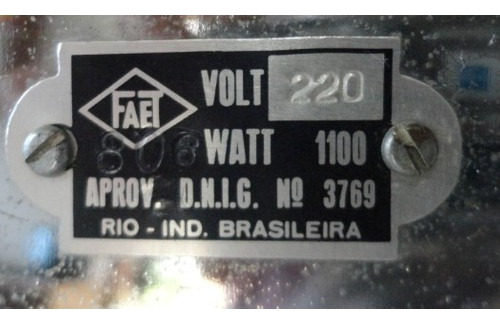 FAET
VOLT 220
808 WATT 1100
APROV. D.N.I.G. Nº 3769
RIO - IND. BRASILEIRA